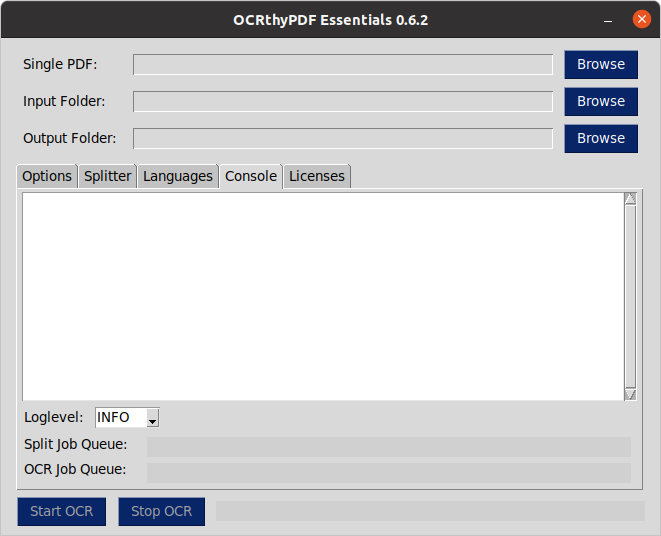 OCRthyPDF Essentials 0.6.2
Single PDF: Browse
Input Folder: Browse
Output Folder: Browse
Options Splitter Languages Console Licenses
Loglevel: INFO
Split Job Queue:
OCR Job Queue:
Start OCR Stop OCR